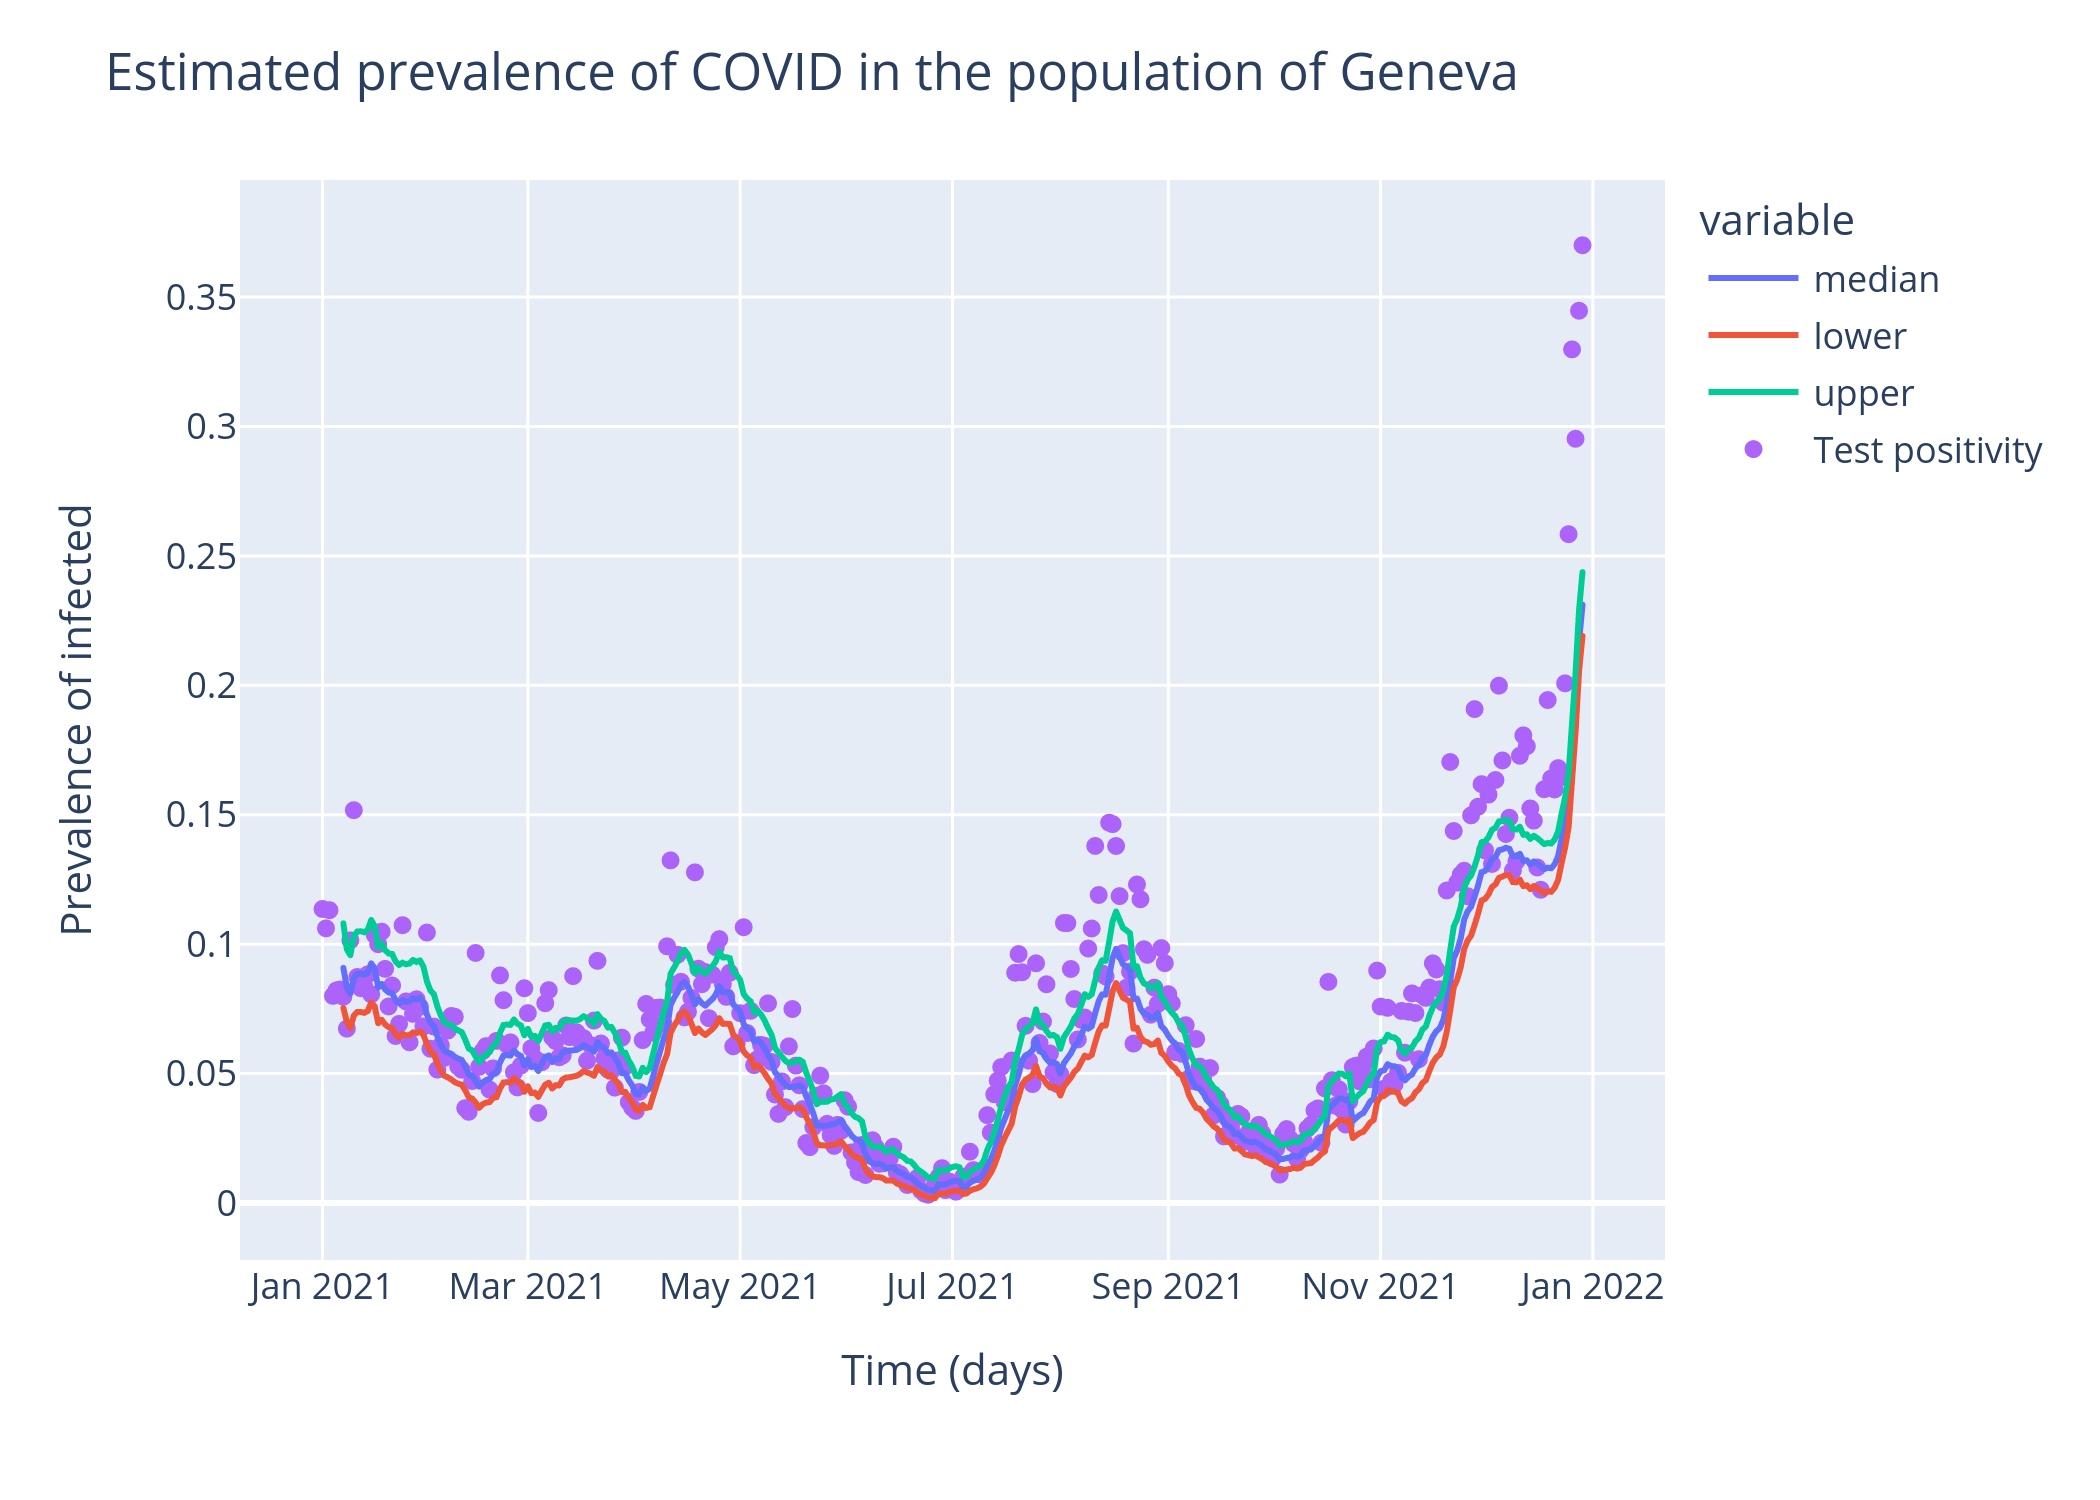 Estimated prevalence of COVID in the population of Geneva
variable
median
lower
upper
Test positivity
Prevalence of infected
0.35
0.3
0.25
0.2
0.15
0.1
0.05
0
Jan 2021 Mar 2021 May 2021 Jul 2021 Sep 2021 Nov 2021 Jan 2022
Time (days)